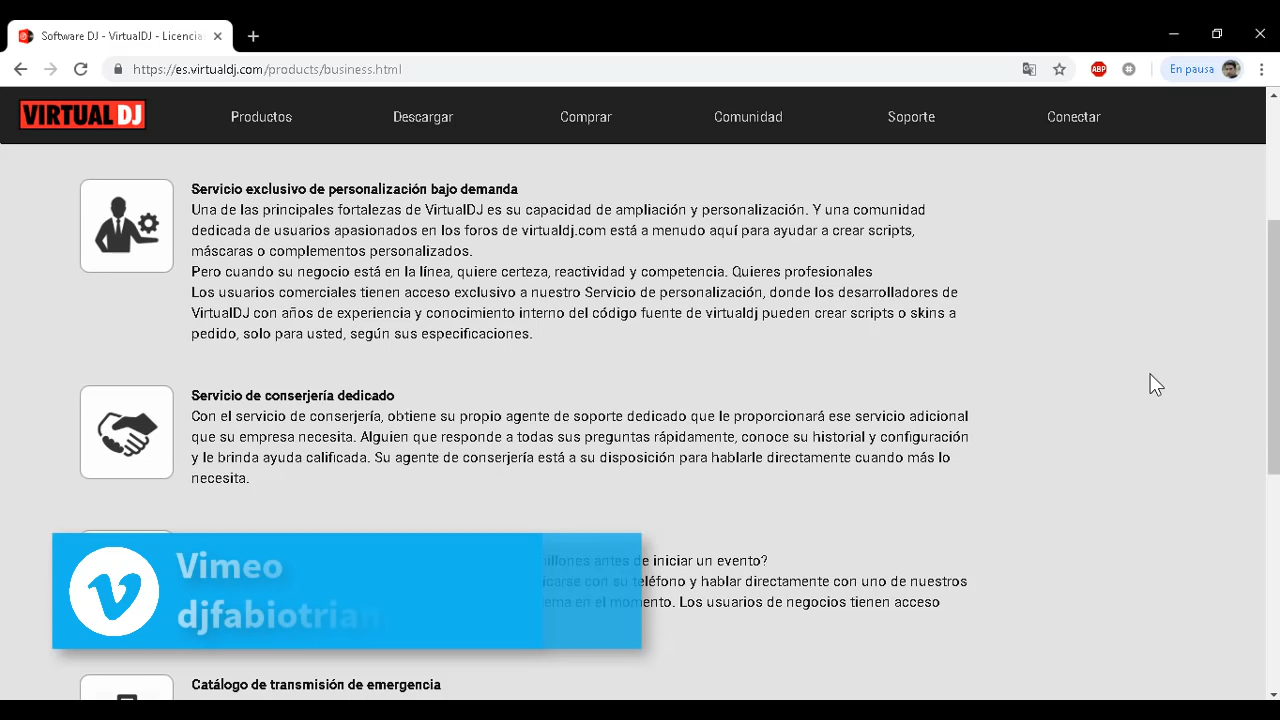 Software DJ - VirtualDJ - Licencia
https://es.virtualdj.com/products/business.html
ABP
En pausa
VIRTUAL DJ
Productos
Descargar
Comprar
Comunidad
Soporte
Conectar
Servicio exclusivo de personalización bajo demanda
Una de las principales fortalezas de VirtualDJ es su capacidad de ampliación y personalización. Y una comunidad
dedicada de usuarios apasionados en los foros de virtualdj.com está a menudo aquí para ayudar a crear scripts,
máscaras o complementos personalizados.
Pero cuando su negocio está en la línea, quiere certeza, reactividad y competencia. Quieres profesionales
Los usuarios comerciales tienen acceso exclusivo a nuestro Servicio de personalización, donde los desarrolladores de
VirtualDJ con años de experiencia y conocimiento interno del código fuente de virtualdj pueden crear scripts o skins a
pedido, solo para usted, según sus especificaciones.
Servicio de conserjería dedicado
Con el servicio de conserjería, obtiene su propio agente de soporte dedicado que le proporcionará ese servicio adicional
que su empresa necesita. Alguien que responde a todas sus preguntas rápidamente, conoce su historial y configuración
y le brinda ayuda calificada. Su agente de conserjería está a su disposición para hablarle directamente cuando más lo
necesita.
millones antes de iniciar un evento?
con su teléfono y hablar directamente con uno de nuestros
en el momento. Los usuarios de negocios tienen acceso
Vimeo
djfabiotrian
Catálogo de transmisión de emergencia